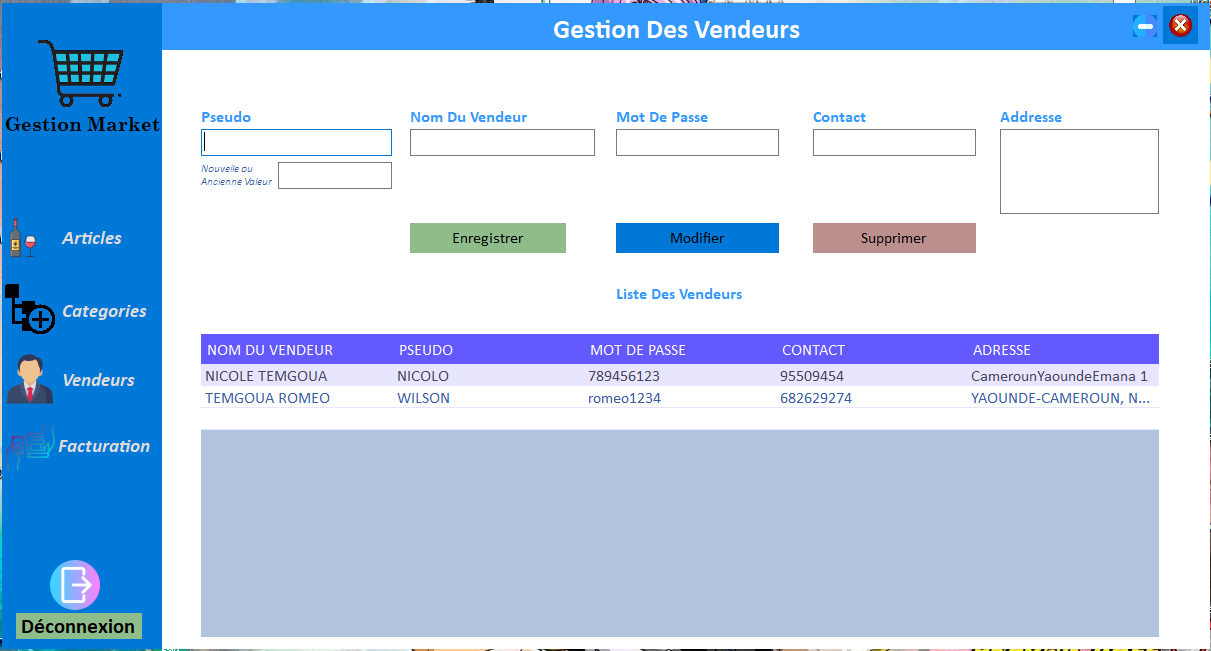 Gestion Des Vendeurs
Gestion Market
Articles
Categories
Vendeurs
Facturation
Déconnexion
Pseudo
Nom Du Vendeur
Mot De Passe
Contact
Addresse
Nouvelle ou
Ancienne Valeur
Enregistrer
Modifier
Supprimer
Liste Des Vendeurs
NOM DU VENDEUR PSEUDO MOT DE PASSE CONTACT ADRESSE
NICOLE TEMGOUA NICOLO 789456123 95509454 CamerounYaoundeEmana 1
TEMGOUA ROMEO WILSON romeo1234 682629274 YAOUNDE-CAMEROUN, N...